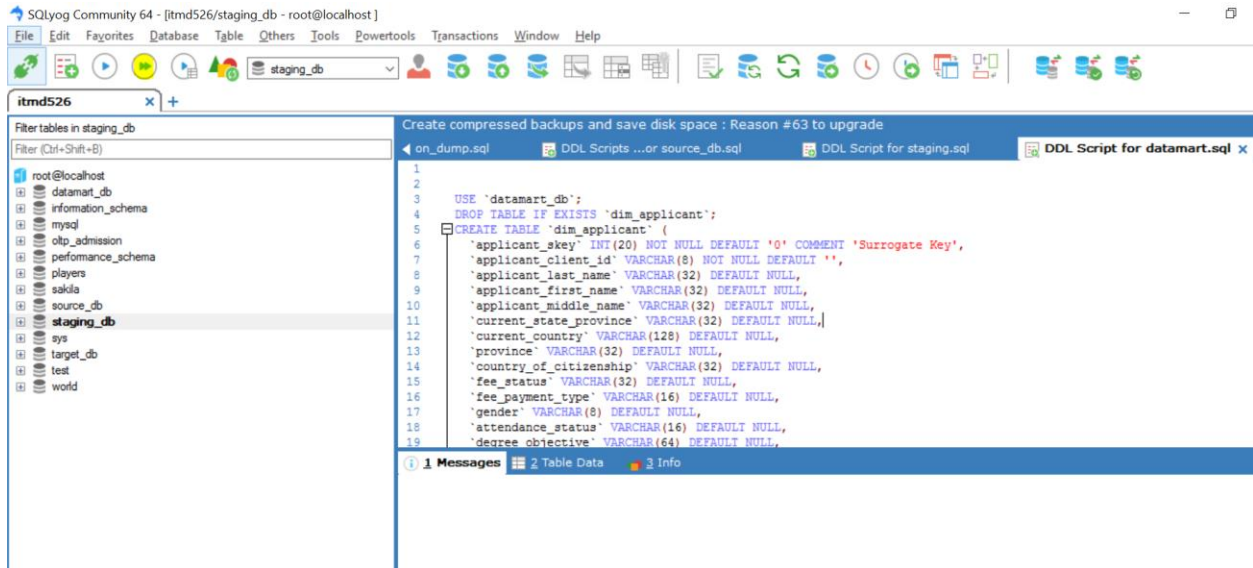 SQLyog Community 64 - [itmd526/staging_db - root@localhost ]
File Edit Favorites Database Table Others Tools Powertools Transactions Window Help
staging_db
itmd526 x +
Filter tables in staging_db
Filter (Ctrl+Shift+B)
root@localhost
datamart_db
information_schema
mysql
oltp_admission
performance_schema
players
sakila
source_db
staging_db
sys
target_db
test
world
Create compressed backups and save disk space : Reason #63 to upgrade
on_dump.sql DDL Scripts ...or source_db.sql DDL Script for staging.sql DDL Script for datamart.sql x
1
2
3 USE `datamart_db`;
4 DROP TABLE IF EXISTS `dim_applicant`;
5 CREATE TABLE `dim_applicant` (
6 `applicant_skey` INT(20) NOT NULL DEFAULT '0' COMMENT 'Surrogate Key',
7 `applicant_client_id` VARCHAR(8) NOT NULL DEFAULT '',
8 `applicant_last_name` VARCHAR(32) DEFAULT NULL,
9 `applicant_first_name` VARCHAR(32) DEFAULT NULL,
10 `applicant_middle_name` VARCHAR(32) DEFAULT NULL,
11 `current_state_province` VARCHAR(32) DEFAULT NULL,
12 `current_country` VARCHAR(128) DEFAULT NULL,
13 `province` VARCHAR(32) DEFAULT NULL,
14 `country_of_citizenship` VARCHAR(32) DEFAULT NULL,
15 `fee_status` VARCHAR(32) DEFAULT NULL,
16 `fee_payment_type` VARCHAR(16) DEFAULT NULL,
17 `gender` VARCHAR(8) DEFAULT NULL,
18 `attendance_status` VARCHAR(16) DEFAULT NULL,
19 `degree_objective` VARCHAR(64) DEFAULT NULL,
1 Messages 2 Table Data 3 Info